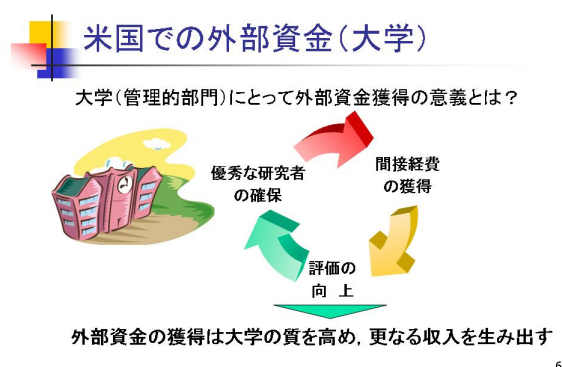 米国での外部資金（大学）
大学（管理的部門）にとって外部資金獲得の意義とは？
優秀な研究者
の確保
間接経費
の獲得
評価の
向 上
外部資金の獲得は大学の質を高め，更なる収入を生み出す
6